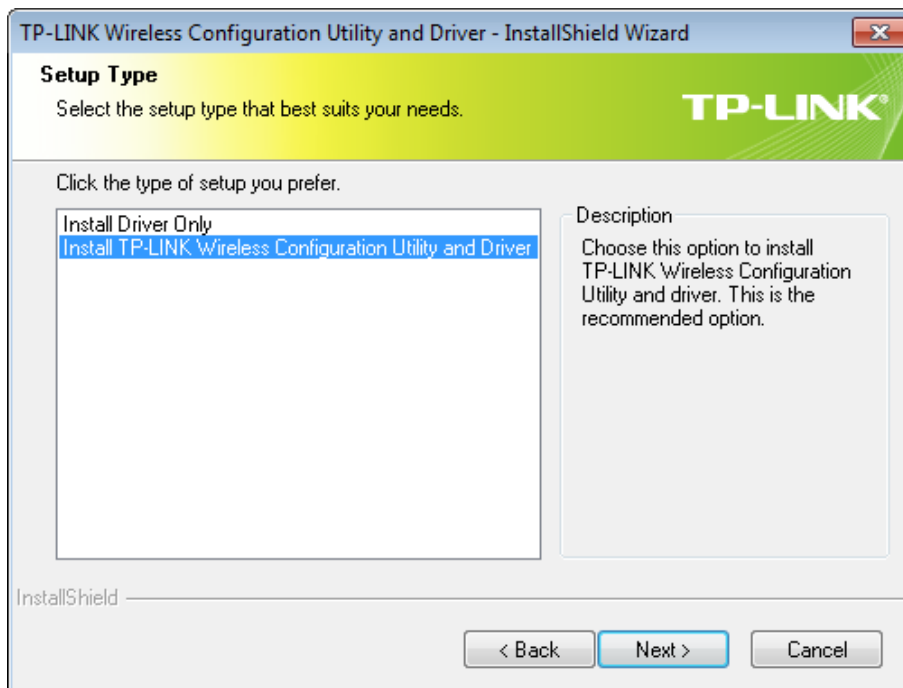 TP-LINK Wireless Configuration Utility and Driver - InstallShield Wizard
Setup Type
Select the setup type that best suits your needs.
TP-LINK®
Click the type of setup you prefer.
Install Driver Only
Install TP-LINK Wireless Configuration Utility and Driver
Description
Choose this option to install
TP-LINK Wireless Configuration
Utility and driver. This is the
recommended option.
InstallShield
< Back
Next >
Cancel